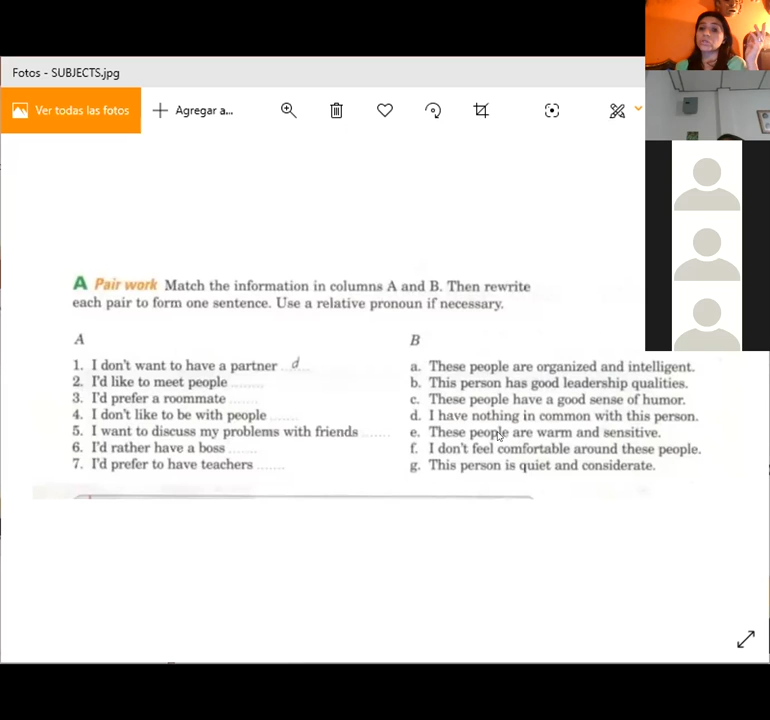 Fotos - SUBJECTS.jpg
Ver todas las fotos
Agregar a...
A Pair work Match the information in columns A and B. Then rewrite
each pair to form one sentence. Use a relative pronoun if necessary.
A
1. I don't want to have a partner ...d...
2. I'd like to meet people ........
3. I'd prefer a roommate .......
4. I don't like to be with people .......
5. I want to discuss my problems with friends .......
6. I'd rather have a boss .......
7. I'd prefer to have teachers .......
B
a. These people are organized and intelligent.
b. This person has good leadership qualities.
c. These people have a good sense of humor.
d. I have nothing in common with this person.
e. These people are warm and sensitive.
f. I don't feel comfortable around these people.
g. This person is quiet and considerate.